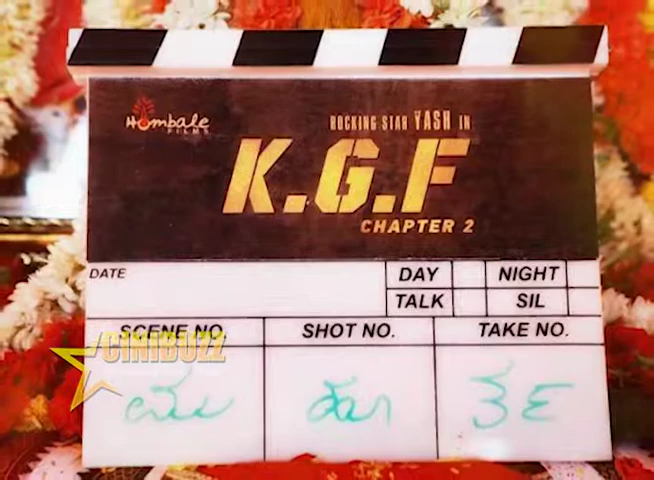 Hombale
FILMS
ROCKING STAR YASH IN
K.G.F
CHAPTER 2
DATE
DAY
NIGHT
TALK
SIL
SCENE NO.
SHOT NO.
TAKE NO.
CINIBUZZ